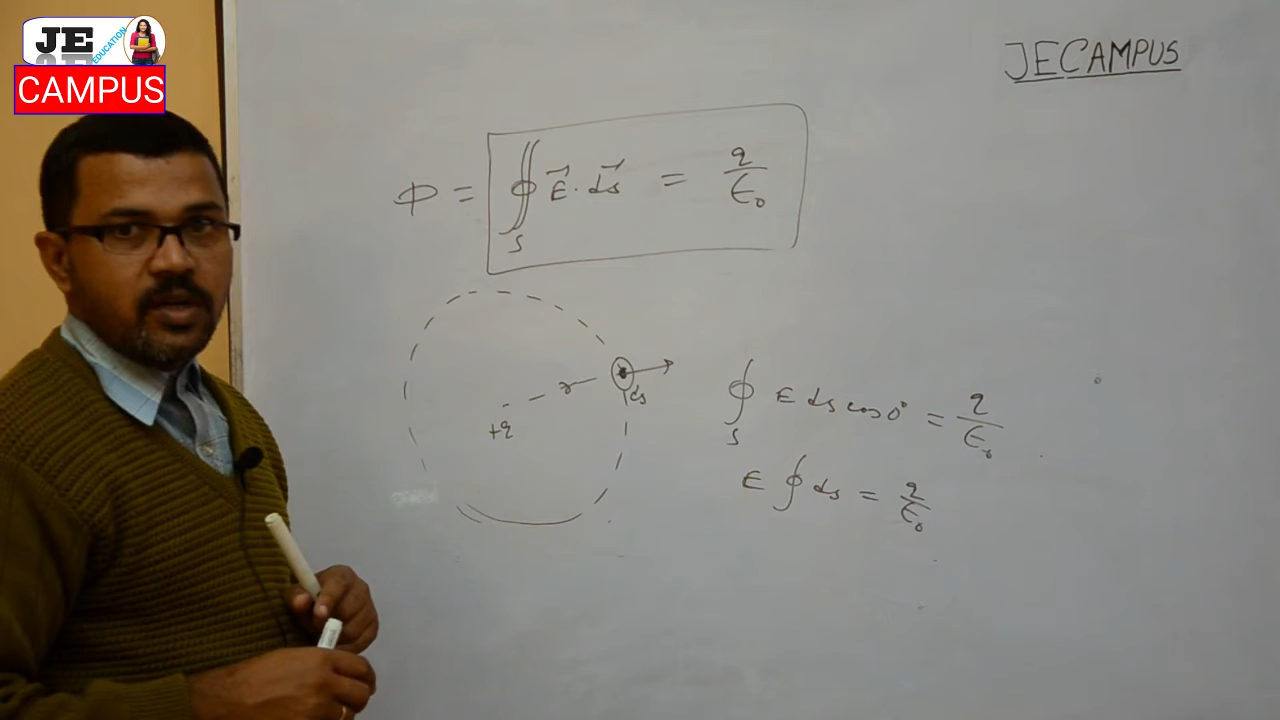 JE
EDUCATION
CAMPUS
JECAMPUS
Φ = ∯ₛ E⃗ · ds⃗ = q/ε₀
r
ds
+q
∮ₛ E ds cos 0° = q/ε₀
E ∮ ds = q/ε₀